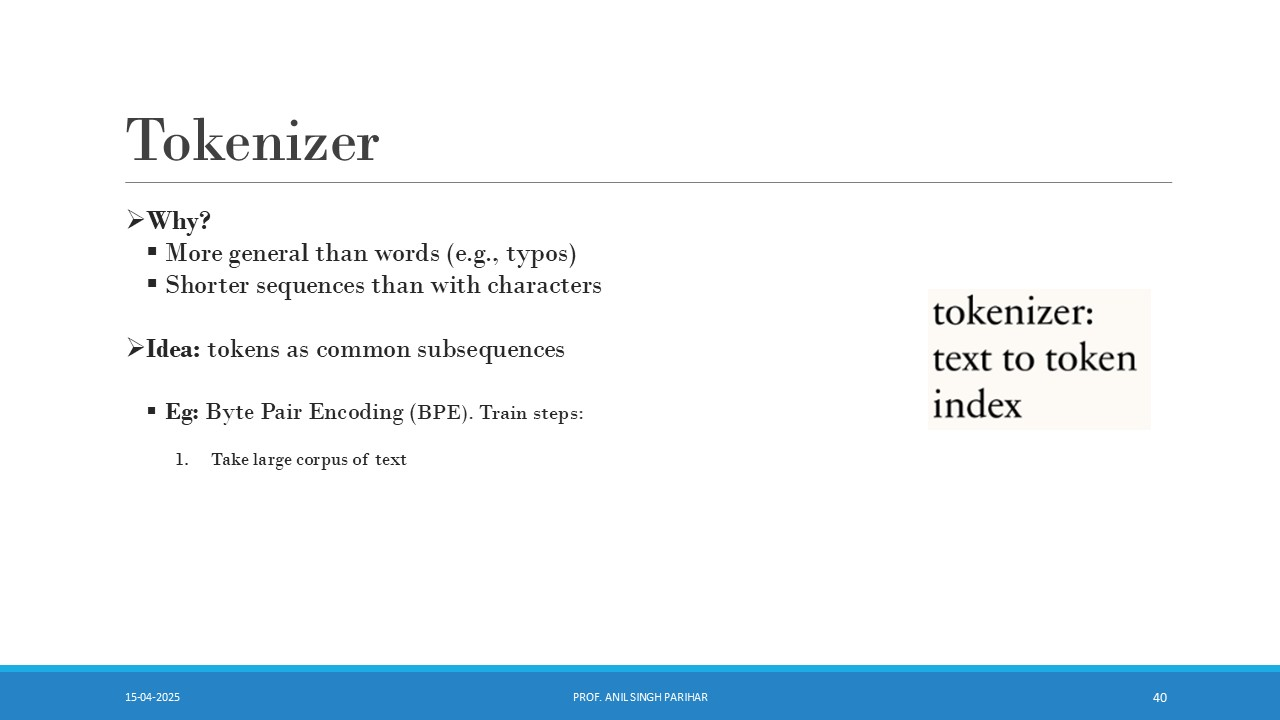 Tokenizer
Why?
More general than words (e.g., typos)
Shorter sequences than with characters
Idea: tokens as common subsequences
Eg: Byte Pair Encoding (BPE). Train steps:
1. Take large corpus of text
tokenizer:
text to token
index
15-04-2025
PROF. ANIL SINGH PARIHAR
40